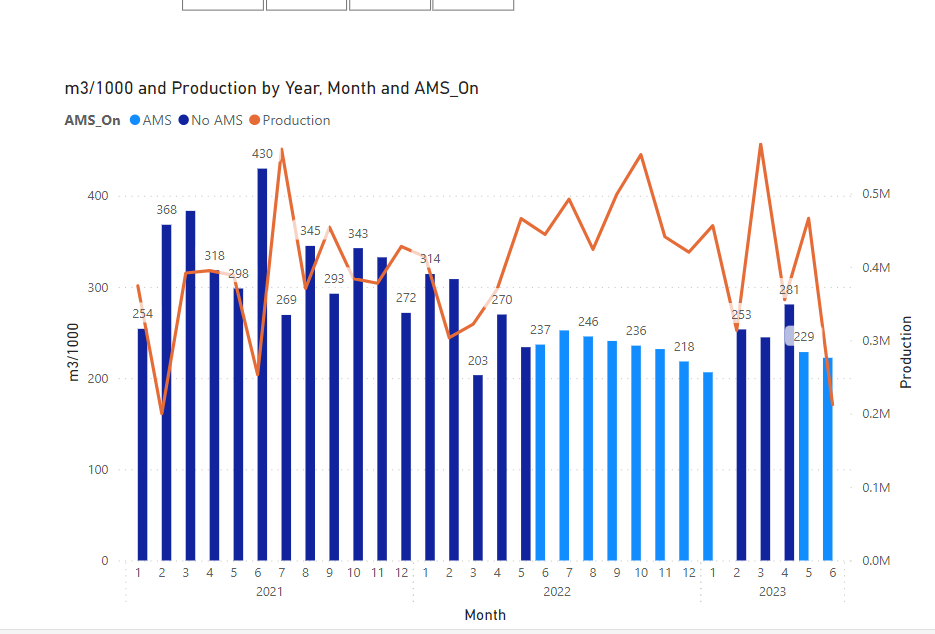 m3/1000 and Production by Year, Month and AMS_On
AMS_On AMS No AMS Production
m3/1000
400
300
200
100
0
254
368
318
298
430
269
345
293
343
272
314
203
270
237
246
236
218
253
281
229
0.5M
0.4M
0.3M
0.2M
0.1M
0.0M
Production
1 2 3 4 5 6 7 8 9 10 11 12 1 2 3 4 5 6 7 8 9 10 11 12 1 2 3 4 5 6
2021 2022 2023
Month